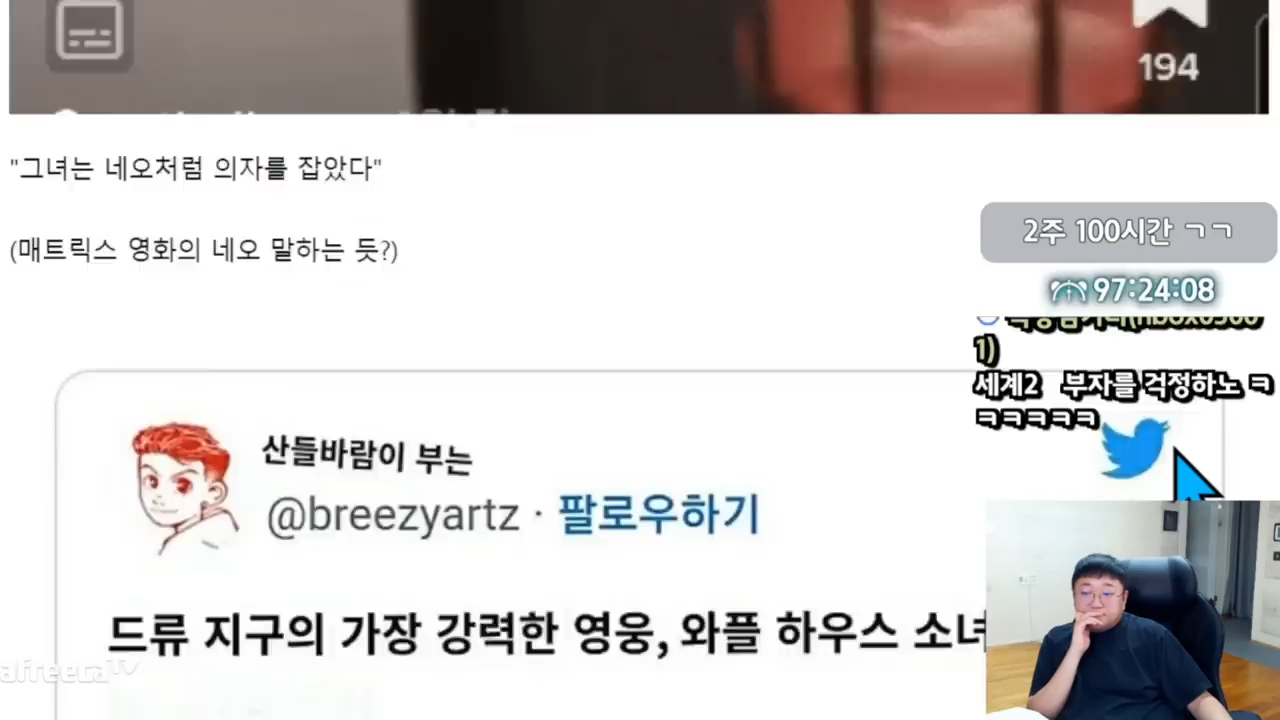 194
"그녀는 네오처럼 의자를 잡았다"
(매트릭스 영화의 네오 말하는 듯?)
2주 100시간 ㄱㄱ
97:24:08
1)
세계2 부자를 걱정하노 ㅋ
ㅋㅋㅋㅋㅋ
산들바람이 부는
@breezyartz · 팔로우하기
드류 지구의 가장 강력한 영웅, 와플 하우스 소녀
afreecaTV